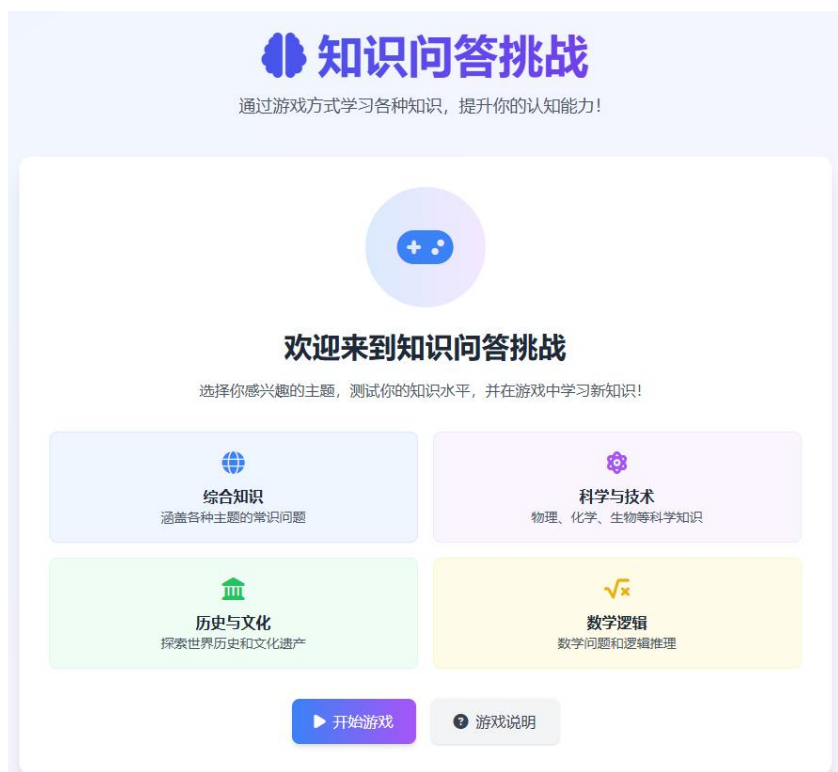 知识问答挑战
通过游戏方式学习各种知识，提升你的认知能力！
欢迎来到知识问答挑战
选择你感兴趣的主题，测试你的知识水平，并在游戏中学习新知识！
综合知识
涵盖各种主题的常识问题
科学与技术
物理、化学、生物等科学知识
历史与文化
探索世界历史和文化遗产
数学逻辑
数学问题和逻辑推理
开始游戏
游戏说明